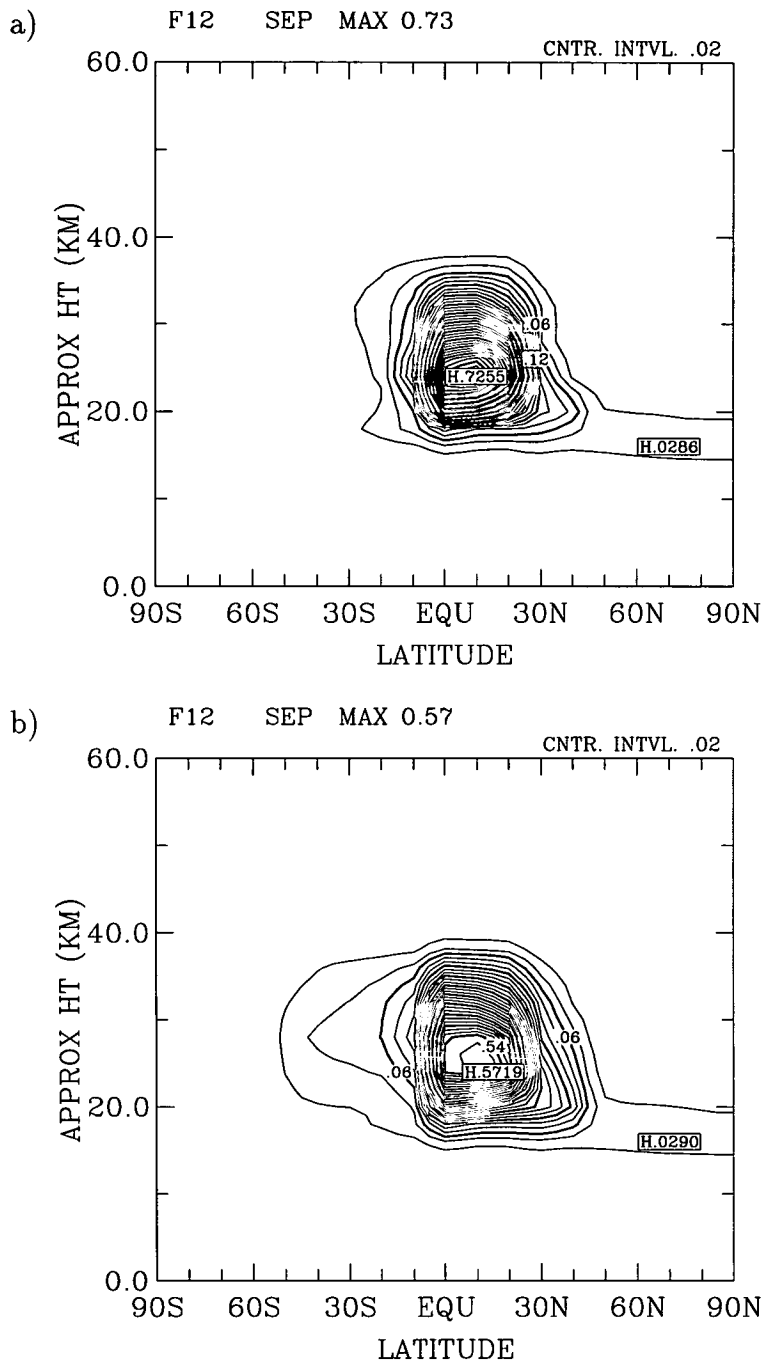 a)
F12 SEP MAX 0.73
CNTR. INTVL. .02
60.0
40.0
20.0
0.0
APPROX HT (KM)
.06
.12
H.7255
H.0286
90S 60S 30S EQU 30N 60N 90N
LATITUDE
b)
F12 SEP MAX 0.57
CNTR. INTVL. .02
60.0
40.0
20.0
0.0
APPROX HT (KM)
.54
.06
.06
H.5719
H.0290
90S 60S 30S EQU 30N 60N 90N
LATITUDE